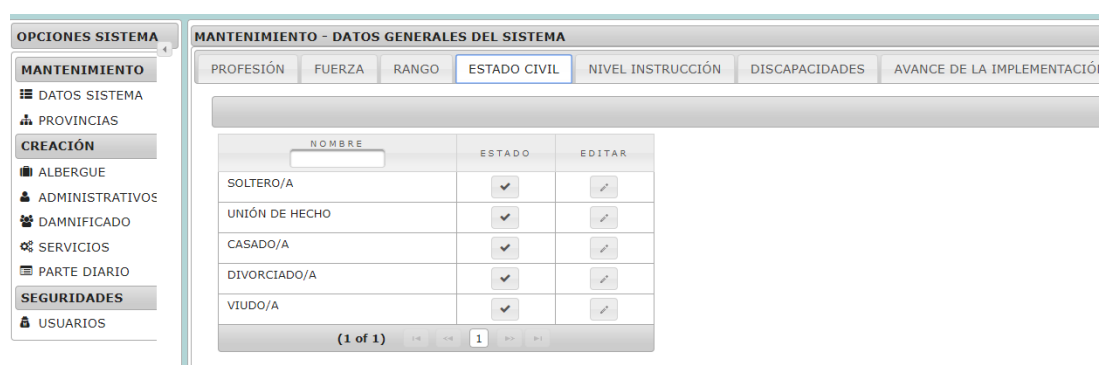 OPCIONES SISTEMA
MANTENIMIENTO
DATOS SISTEMA
PROVINCIAS
CREACIÓN
ALBERGUE
ADMINISTRATIVOS
DAMNIFICADO
SERVICIOS
PARTE DIARIO
SEGURIDADES
USUARIOS
MANTENIMIENTO - DATOS GENERALES DEL SISTEMA
PROFESIÓN FUERZA RANGO ESTADO CIVIL NIVEL INSTRUCCIÓN DISCAPACIDADES AVANCE DE LA IMPLEMENTACIÓN
NOMBRE ESTADO EDITAR
SOLTERO/A
UNIÓN DE HECHO
CASADO/A
DIVORCIADO/A
VIUDO/A
(1 of 1) 1